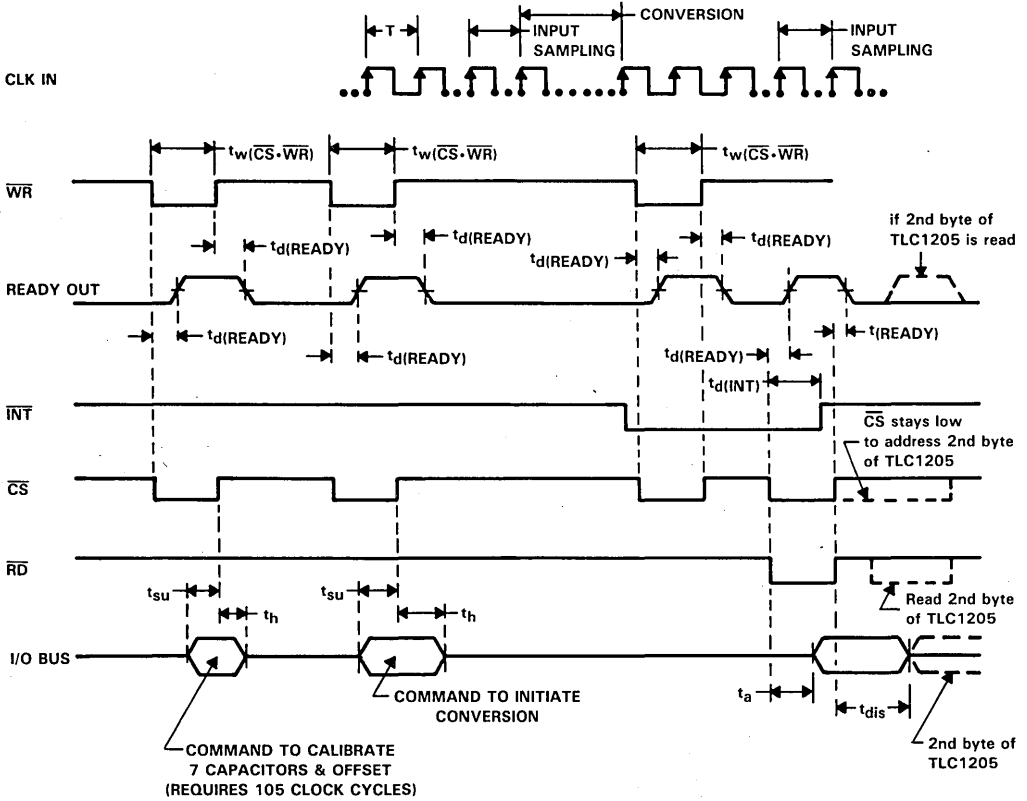 CONVERSION
T
INPUT
SAMPLING
INPUT
SAMPLING
CLK IN
tw(CS•WR)
tw(CS•WR)
tw(CS•WR)
WR
if 2nd byte of
TLC1205 is read
td(READY)
td(READY)
td(READY)
td(READY)
READY OUT
td(READY)
td(READY)
td(READY)
t(READY)
td(INT)
INT
CS stays low
to address 2nd byte
of TLC1205
CS
RD
tsu
th
tsu
th
Read 2nd byte
of TLC1205
I/O BUS
COMMAND TO INITIATE
CONVERSION
ta
tdis
COMMAND TO CALIBRATE
7 CAPACITORS & OFFSET
(REQUIRES 105 CLOCK CYCLES)
2nd byte of
TLC1205